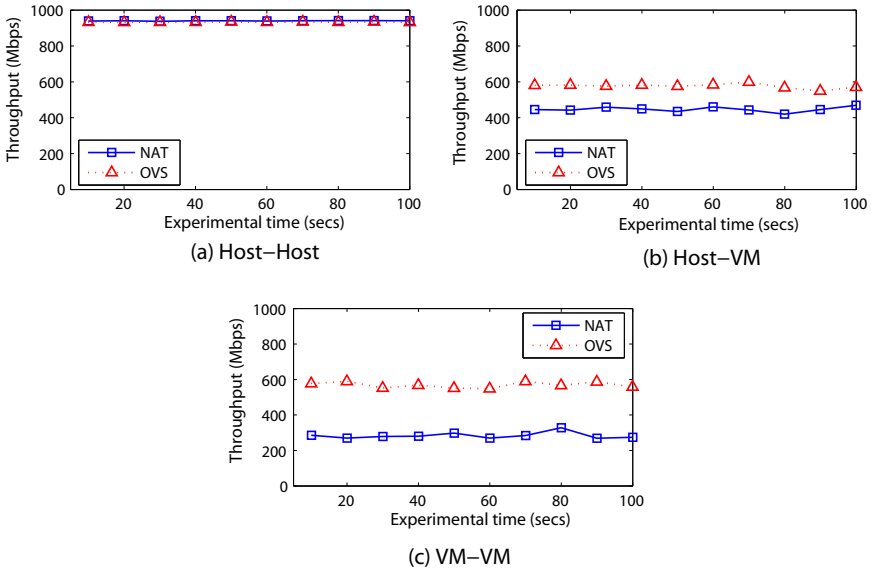 1000
800
600
400
200
0
Throughput (Mbps)
NAT
OVS
20 40 60 80 100
Experimental time (secs)
(a) Host–Host
1000
800
600
400
200
0
Throughput (Mbps)
NAT
OVS
20 40 60 80 100
Experimental time (secs)
(b) Host–VM
1000
800
600
400
200
0
Throughput (Mbps)
NAT
OVS
20 40 60 80 100
Experimental time (secs)
(c) VM–VM